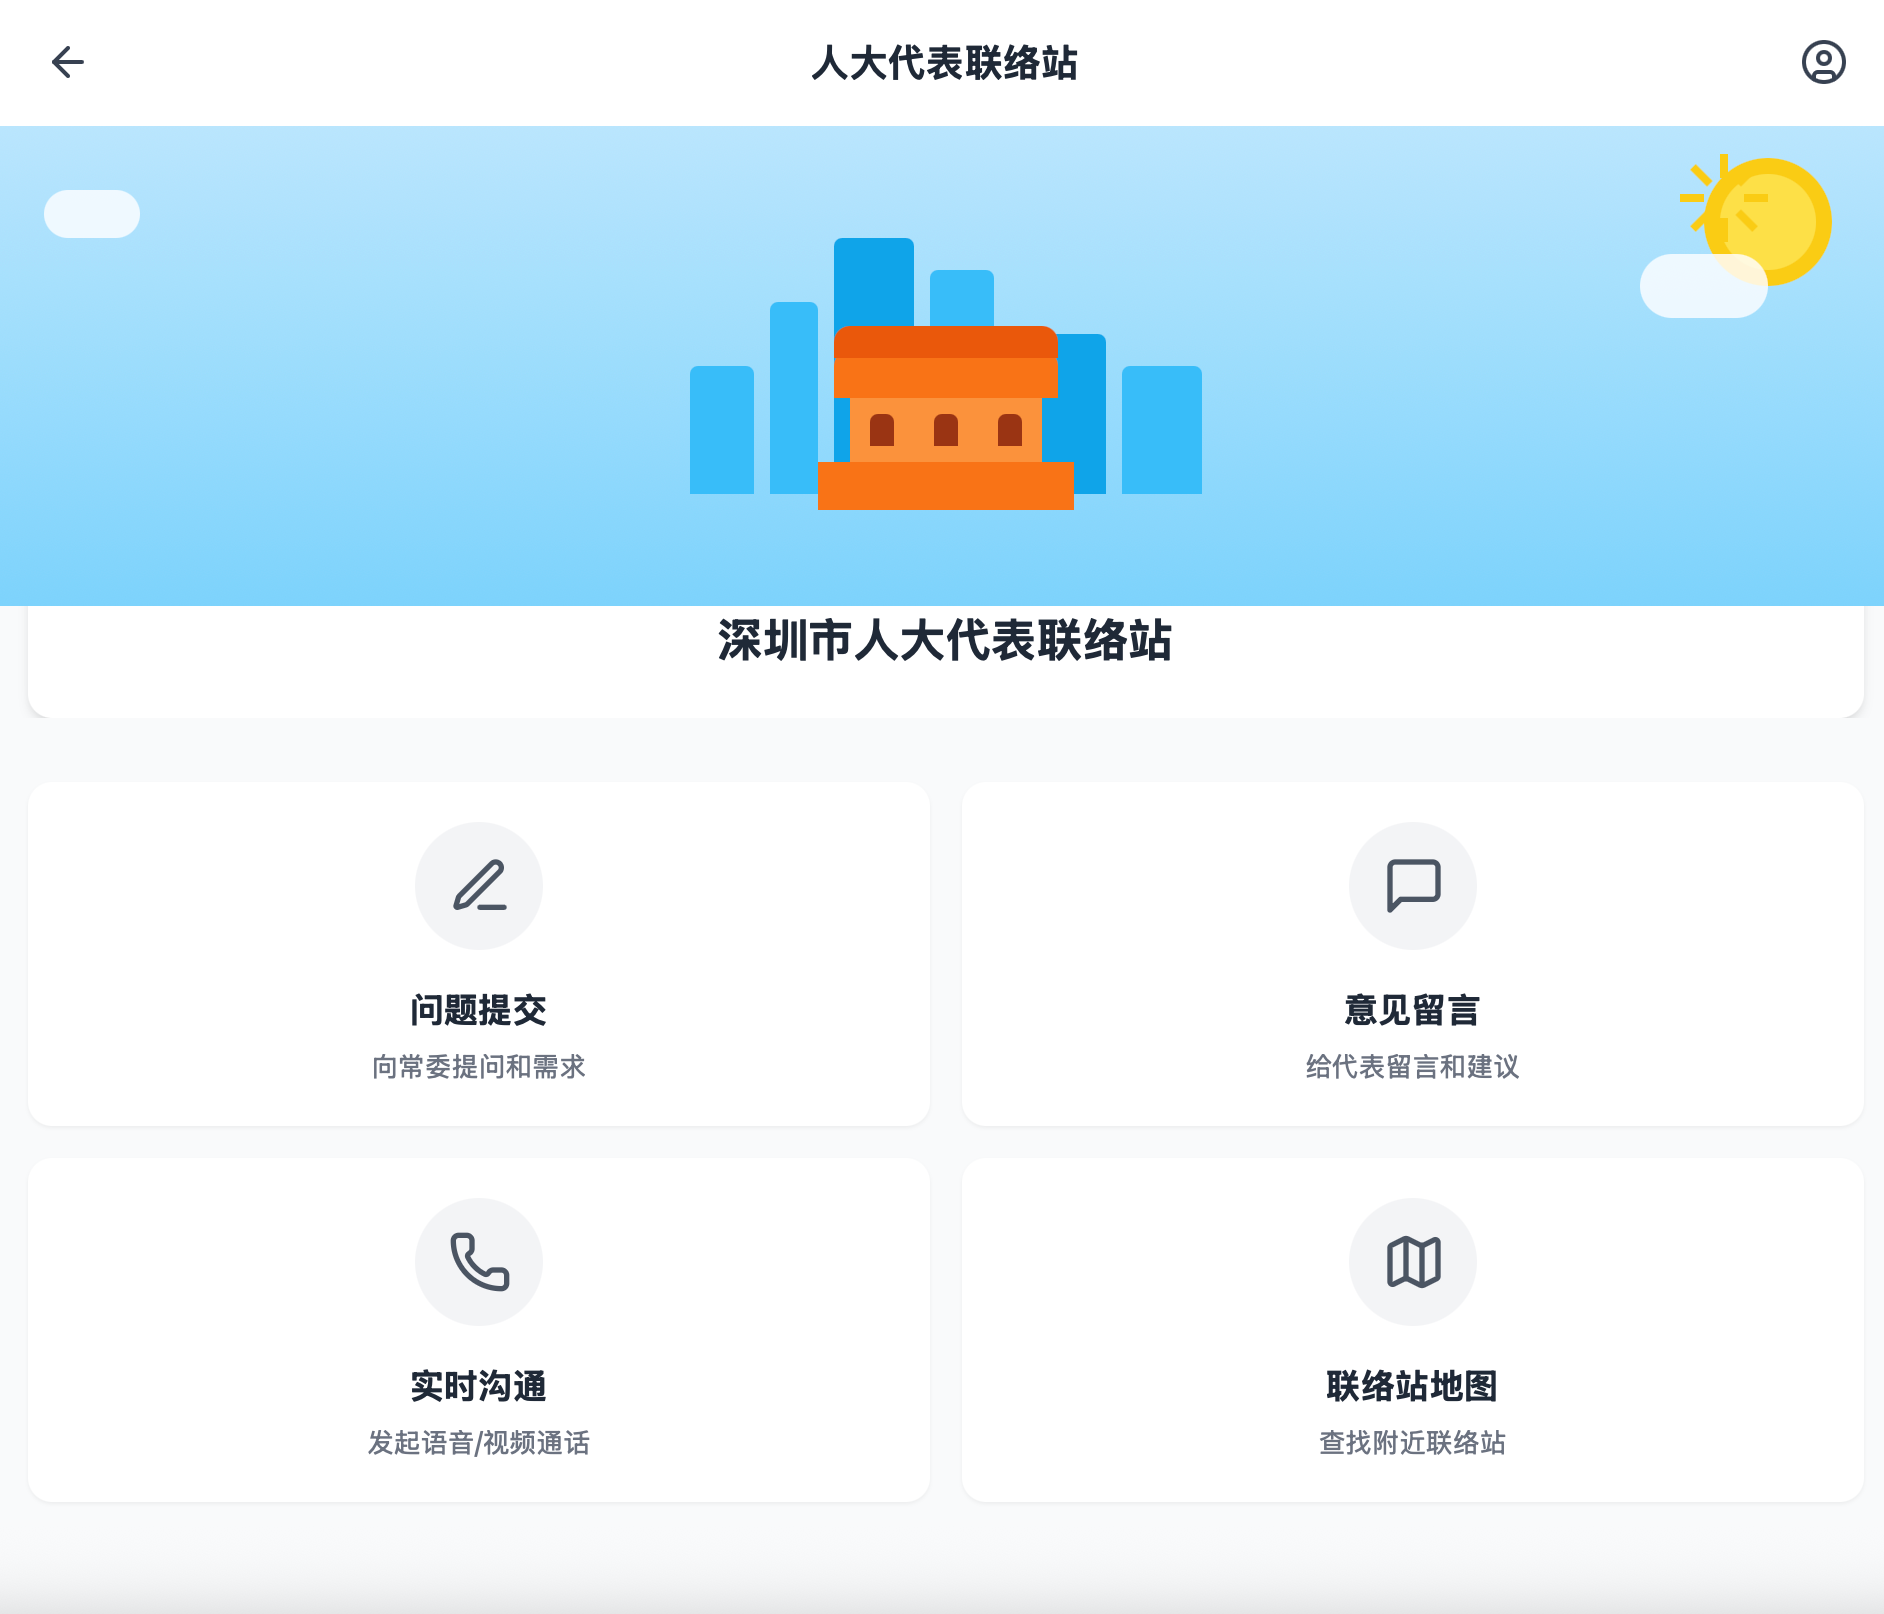 人大代表联络站
深圳市人大代表联络站
问题提交
向常委提问和需求
意见留言
给代表留言和建议
实时沟通
发起语音/视频通话
联络站地图
查找附近联络站